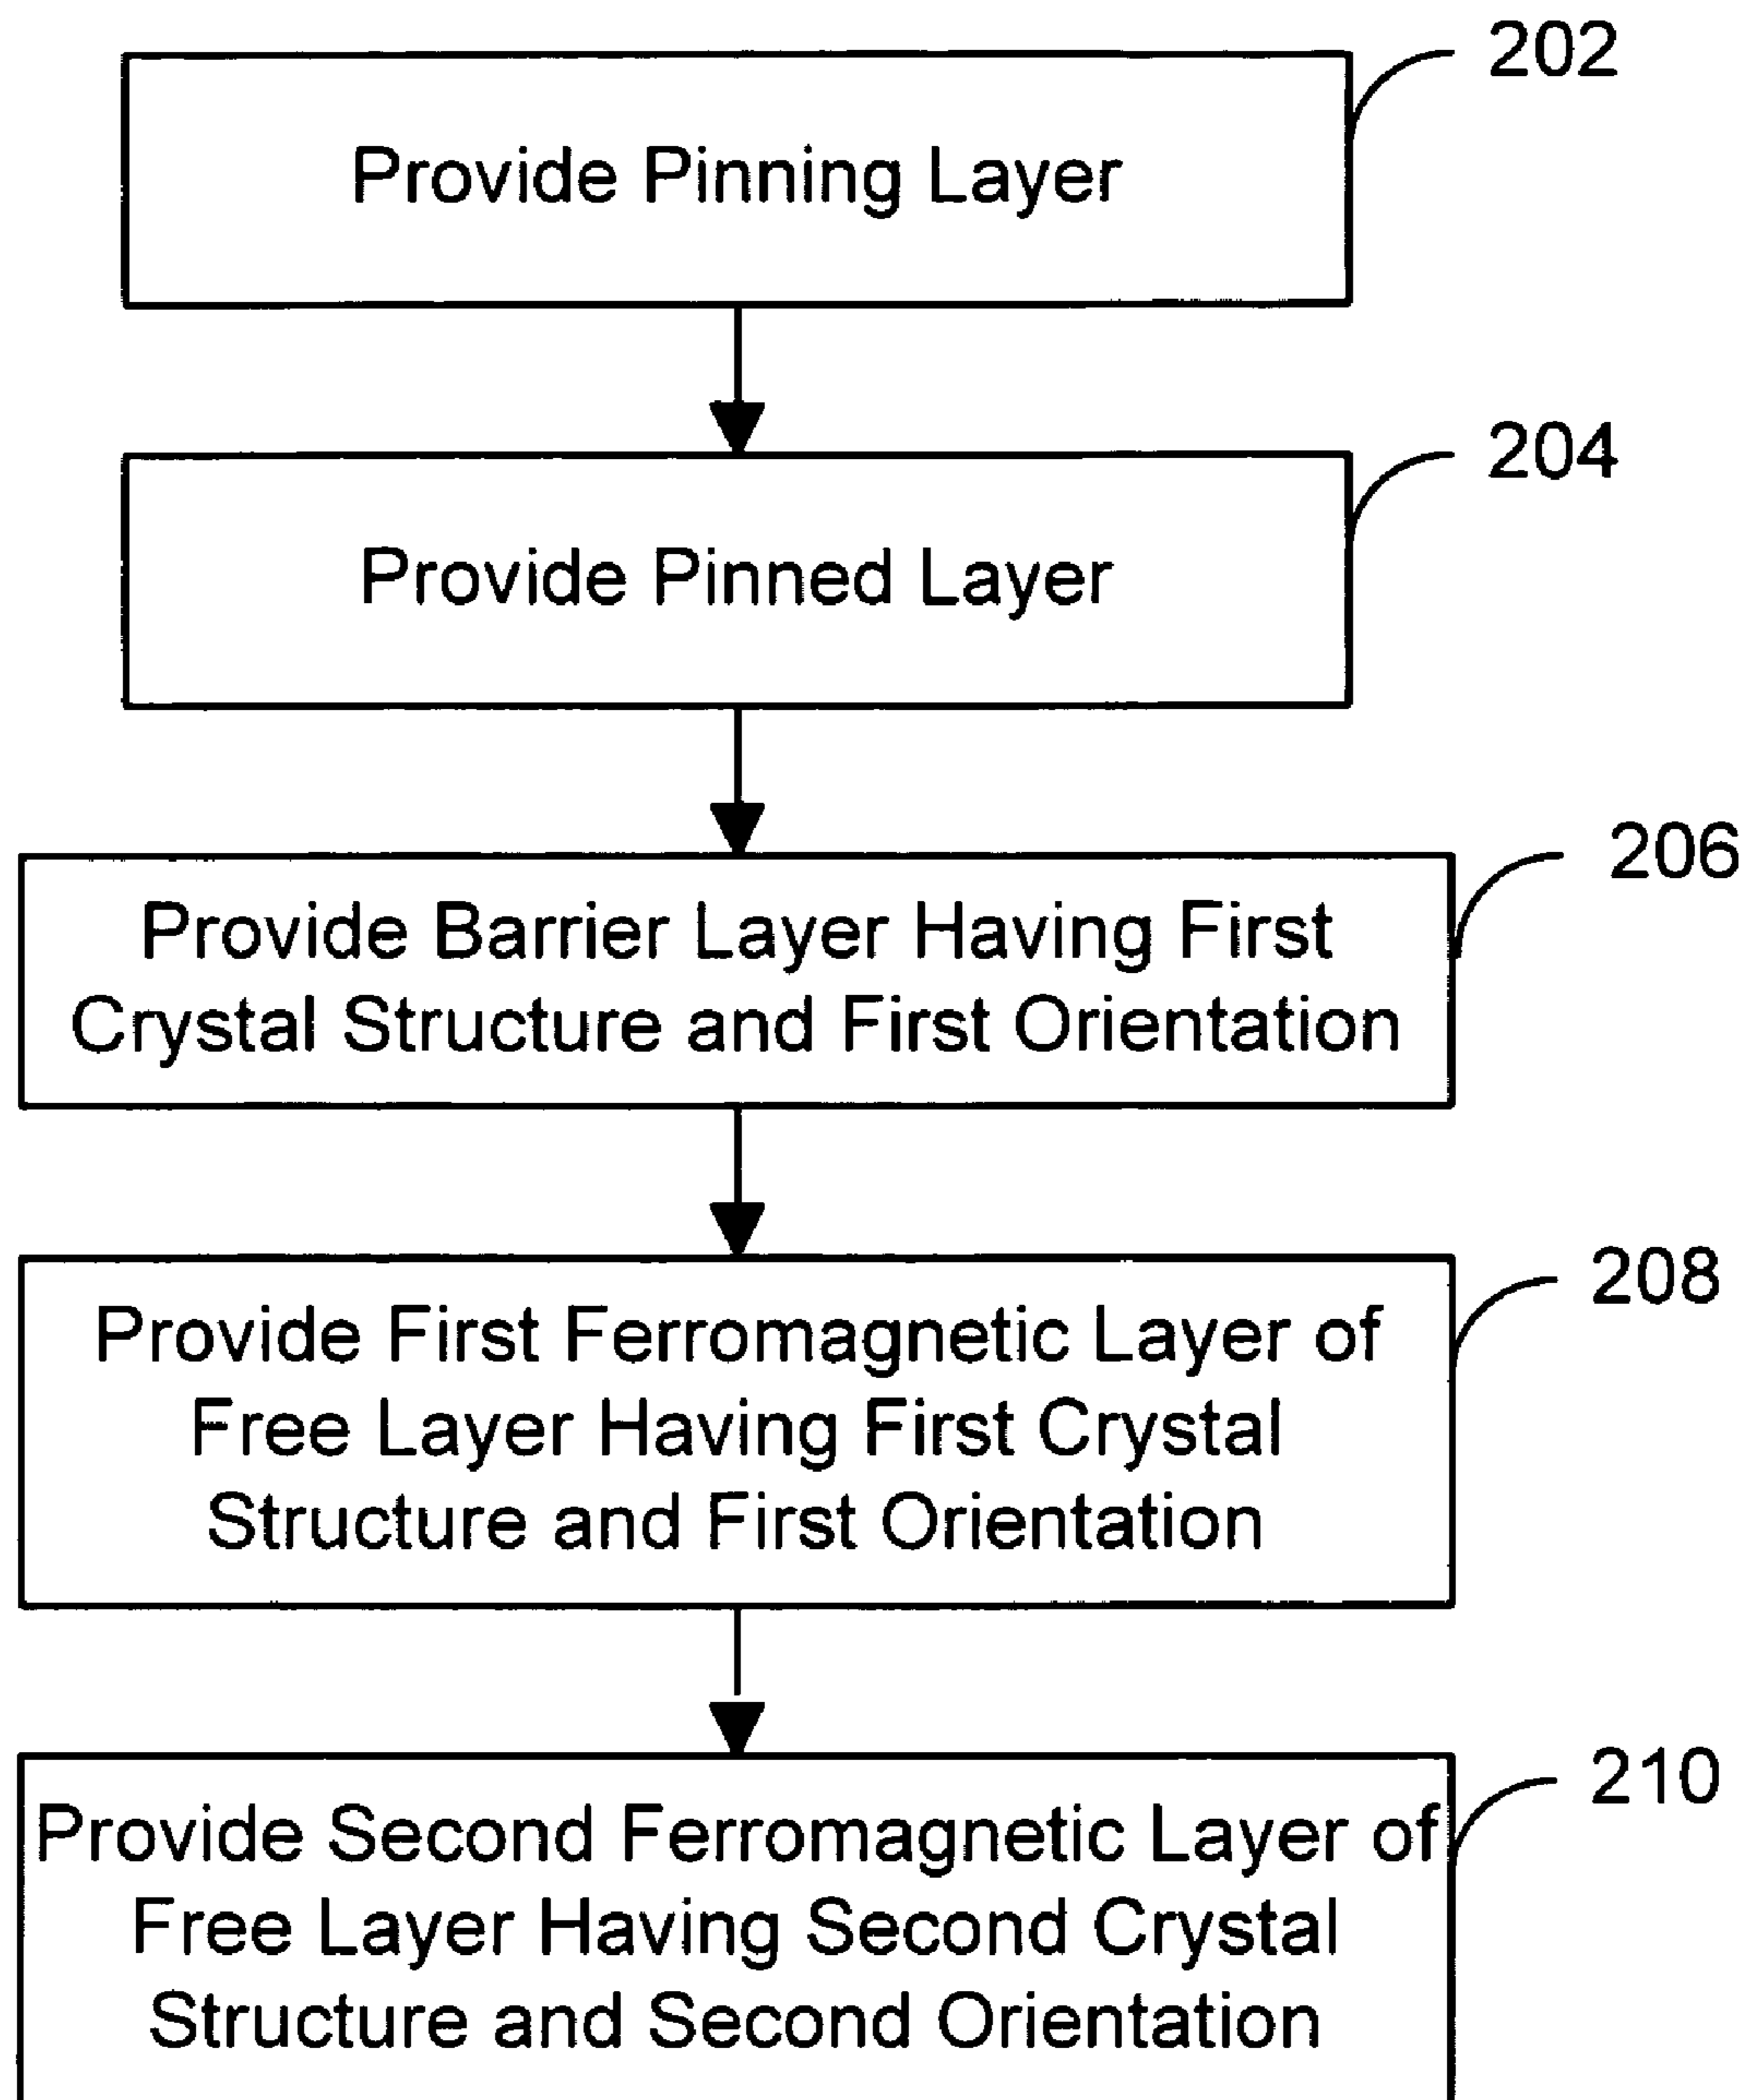 202
Provide Pinning Layer
204
Provide Pinned Layer
206
Provide Barrier Layer Having First
Crystal Structure and First Orientation
208
Provide First Ferromagnetic Layer of
Free Layer Having First Crystal
Structure and First Orientation
210
Provide Second Ferromagnetic Layer of
Free Layer Having Second Crystal
Structure and Second Orientation